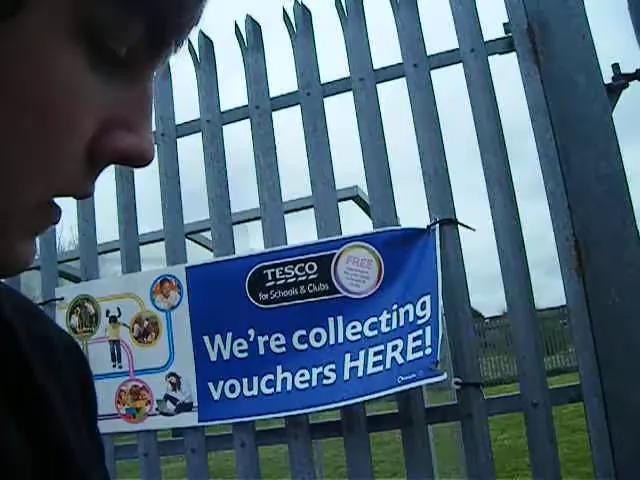 TESCO
for Schools & Clubs
FREE
We're collecting
vouchers HERE!